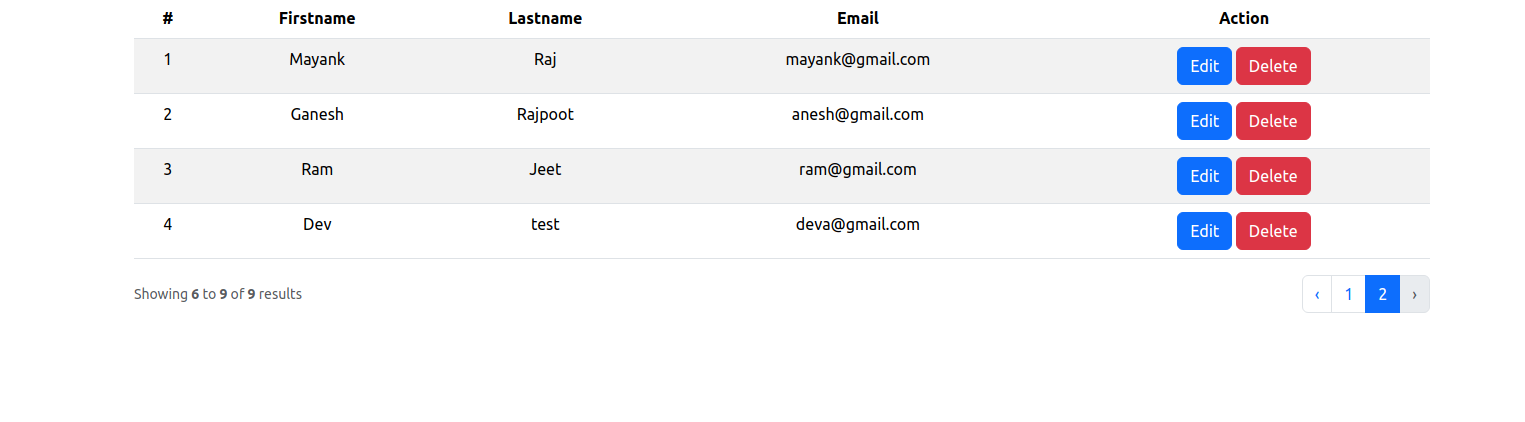 # Firstname Lastname Email Action
1 Mayank Raj mayank@gmail.com Edit Delete
2 Ganesh Rajpoot anesh@gmail.com Edit Delete
3 Ram Jeet ram@gmail.com Edit Delete
4 Dev test deva@gmail.com Edit Delete
Showing 6 to 9 of 9 results ‹ 1 2 ›